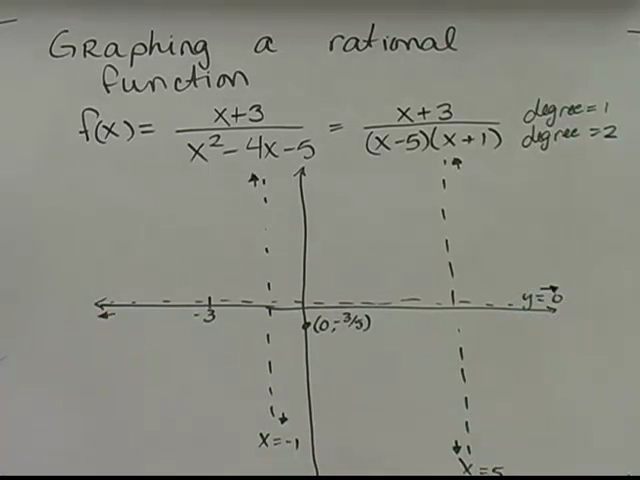 Graphing a rational
function
f(x) = x+3 / x² - 4x - 5 = x+3 / (x-5)(x+1)
degree = 1
degree = 2
y = 0
-3
(0, -3/5)
x = -1
x = 5